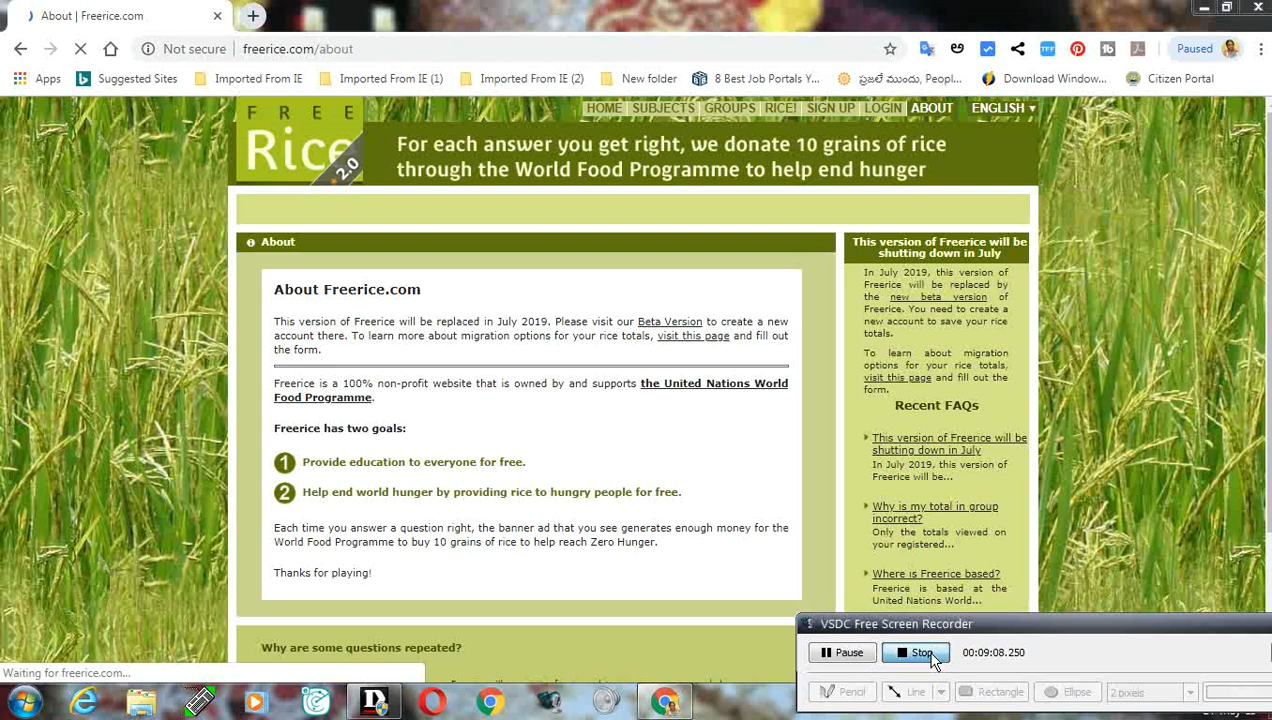 About | Freerice.com
Not secure
freerice.com/about
Paused
Apps
Suggested Sites
Imported From IE
Imported From IE (1)
Imported From IE (2)
New folder
8 Best Job Portals Y...
ప్రజలే ముందు, Peopl...
Download Window...
Citizen Portal
FREE
Rice
2.0
HOME SUBJECTS GROUPS RICE! SIGN UP LOGIN ABOUT ENGLISH
For each answer you get right, we donate 10 grains of rice
through the World Food Programme to help end hunger
About
About Freerice.com
This version of Freerice will be replaced in July 2019. Please visit our Beta Version to create a new
account there. To learn more about migration options for your rice totals, visit this page and fill out
the form.
Freerice is a 100% non-profit website that is owned by and supports the United Nations World
Food Programme.
Freerice has two goals:
1 Provide education to everyone for free.
2 Help end world hunger by providing rice to hungry people for free.
Each time you answer a question right, the banner ad that you see generates enough money for the
World Food Programme to buy 10 grains of rice to help reach Zero Hunger.
Thanks for playing!
Why are some questions repeated?
This version of Freerice will be
shutting down in July
In July 2019, this version of
Freerice will be replaced by
the new beta version of
Freerice. You need to create a
new account to save your rice
totals.
To learn about migration
options for your rice totals,
visit this page and fill out the
form.
Recent FAQs
This version of Freerice will be
shutting down in July
In July 2019, this version of
Freerice will be...
Why is my total in group
incorrect?
Only the totals viewed on
your registered...
Where is Freerice based?
Freerice is based at the
United Nations World...
Waiting for freerice.com...
VSDC Free Screen Recorder
Pause
Stop
00:09:08.250
Pencil
Line
Rectangle
Ellipse
2 pixels